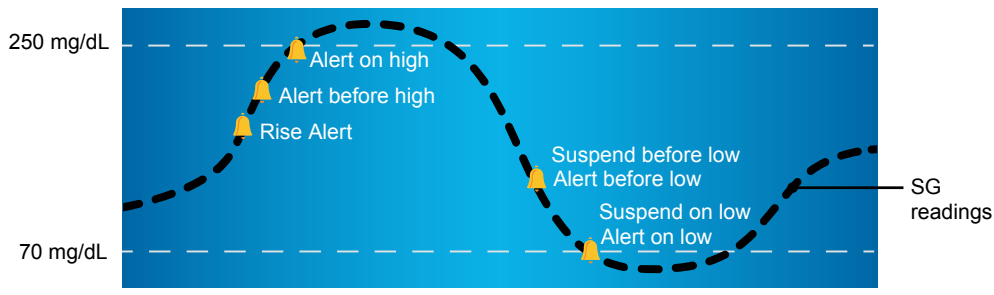 250 mg/dL
Alert on high
Alert before high
Rise Alert
Suspend before low
Alert before low
Suspend on low
Alert on low
SG
readings
70 mg/dL